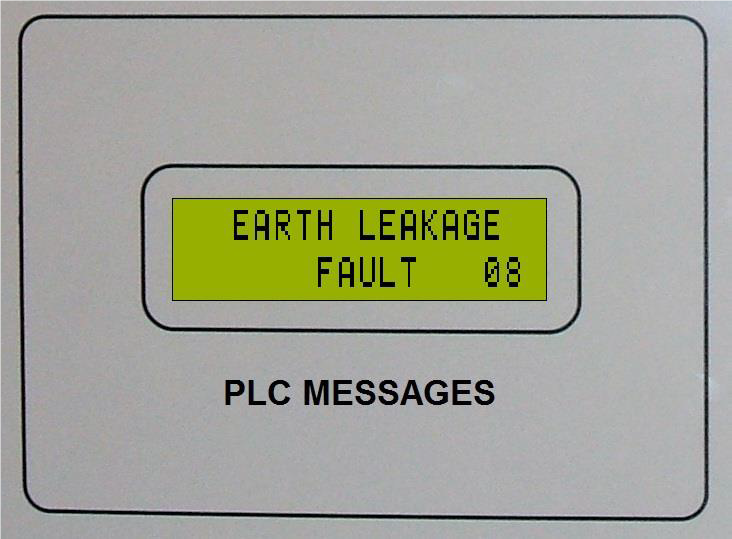 EARTH LEAKAGE
FAULT 08
PLC MESSAGES